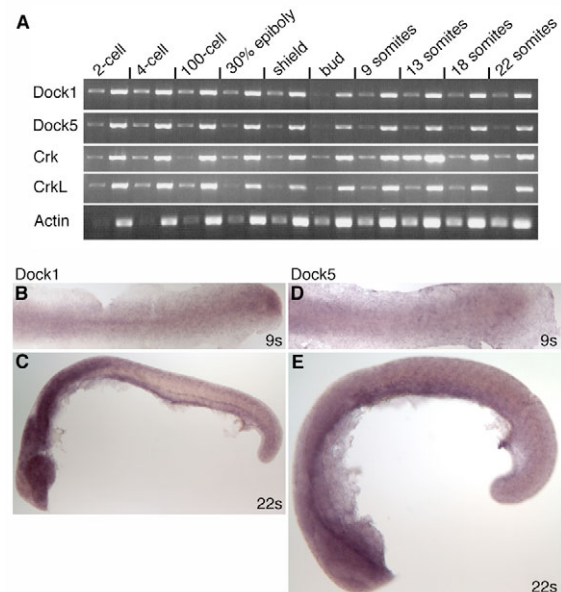 A
2-cell
4-cell
100-cell
30% epiboly
shield
bud
9 somites
13 somites
18 somites
22 somites
Dock1
Dock5
Crk
CrkL
Actin
Dock1
Dock5
B
9s
D
9s
C
22s
E
22s